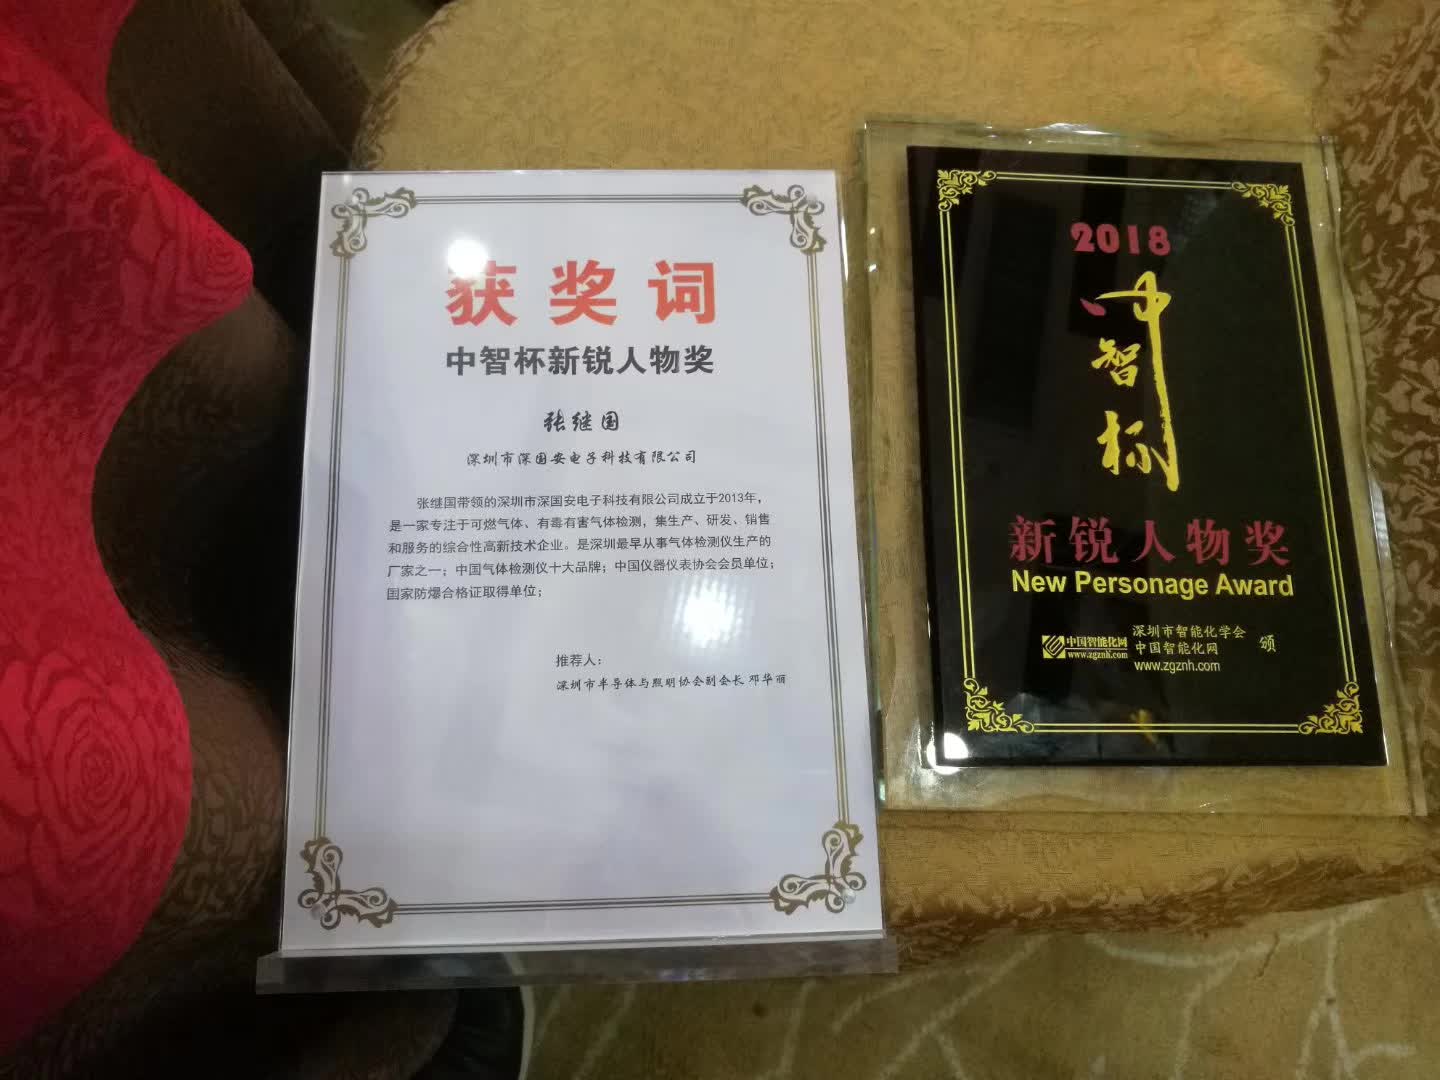 获奖词
中智杯新锐人物奖
张继国
深圳市深国安电子科技有限公司
张继国带领的深圳市深国安电子科技有限公司成立于2013年，
是一家专注于可燃气体、有毒有害气体检测，集生产、研发、销售
和服务的综合性高新技术企业。是深圳最早从事气体检测仪生产的
厂家之一；中国气体检测仪十大品牌；中国仪器仪表协会会员单位；
国家防爆合格证取得单位；
推荐人：
深圳市半导体与照明协会副会长 邓华丽
2018
中智杯
新锐人物奖
New Personage Award
中国智能化网
www.zgznh.com
深圳市智能化学会
中国智能化网
颁
www.zgznh.com